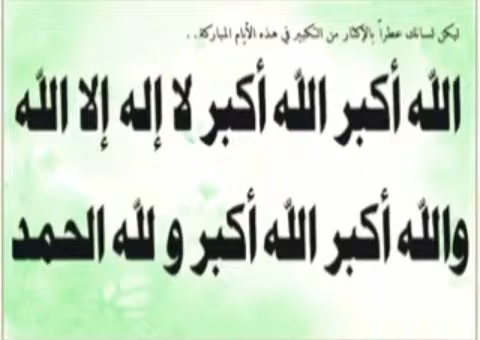 ليكن لسانك عطراً بالإكثار من التكبير في هذه الأيام المباركة..
الله أكبر الله أكبر لا إله إلا الله
والله أكبر الله أكبر و لله الحمد